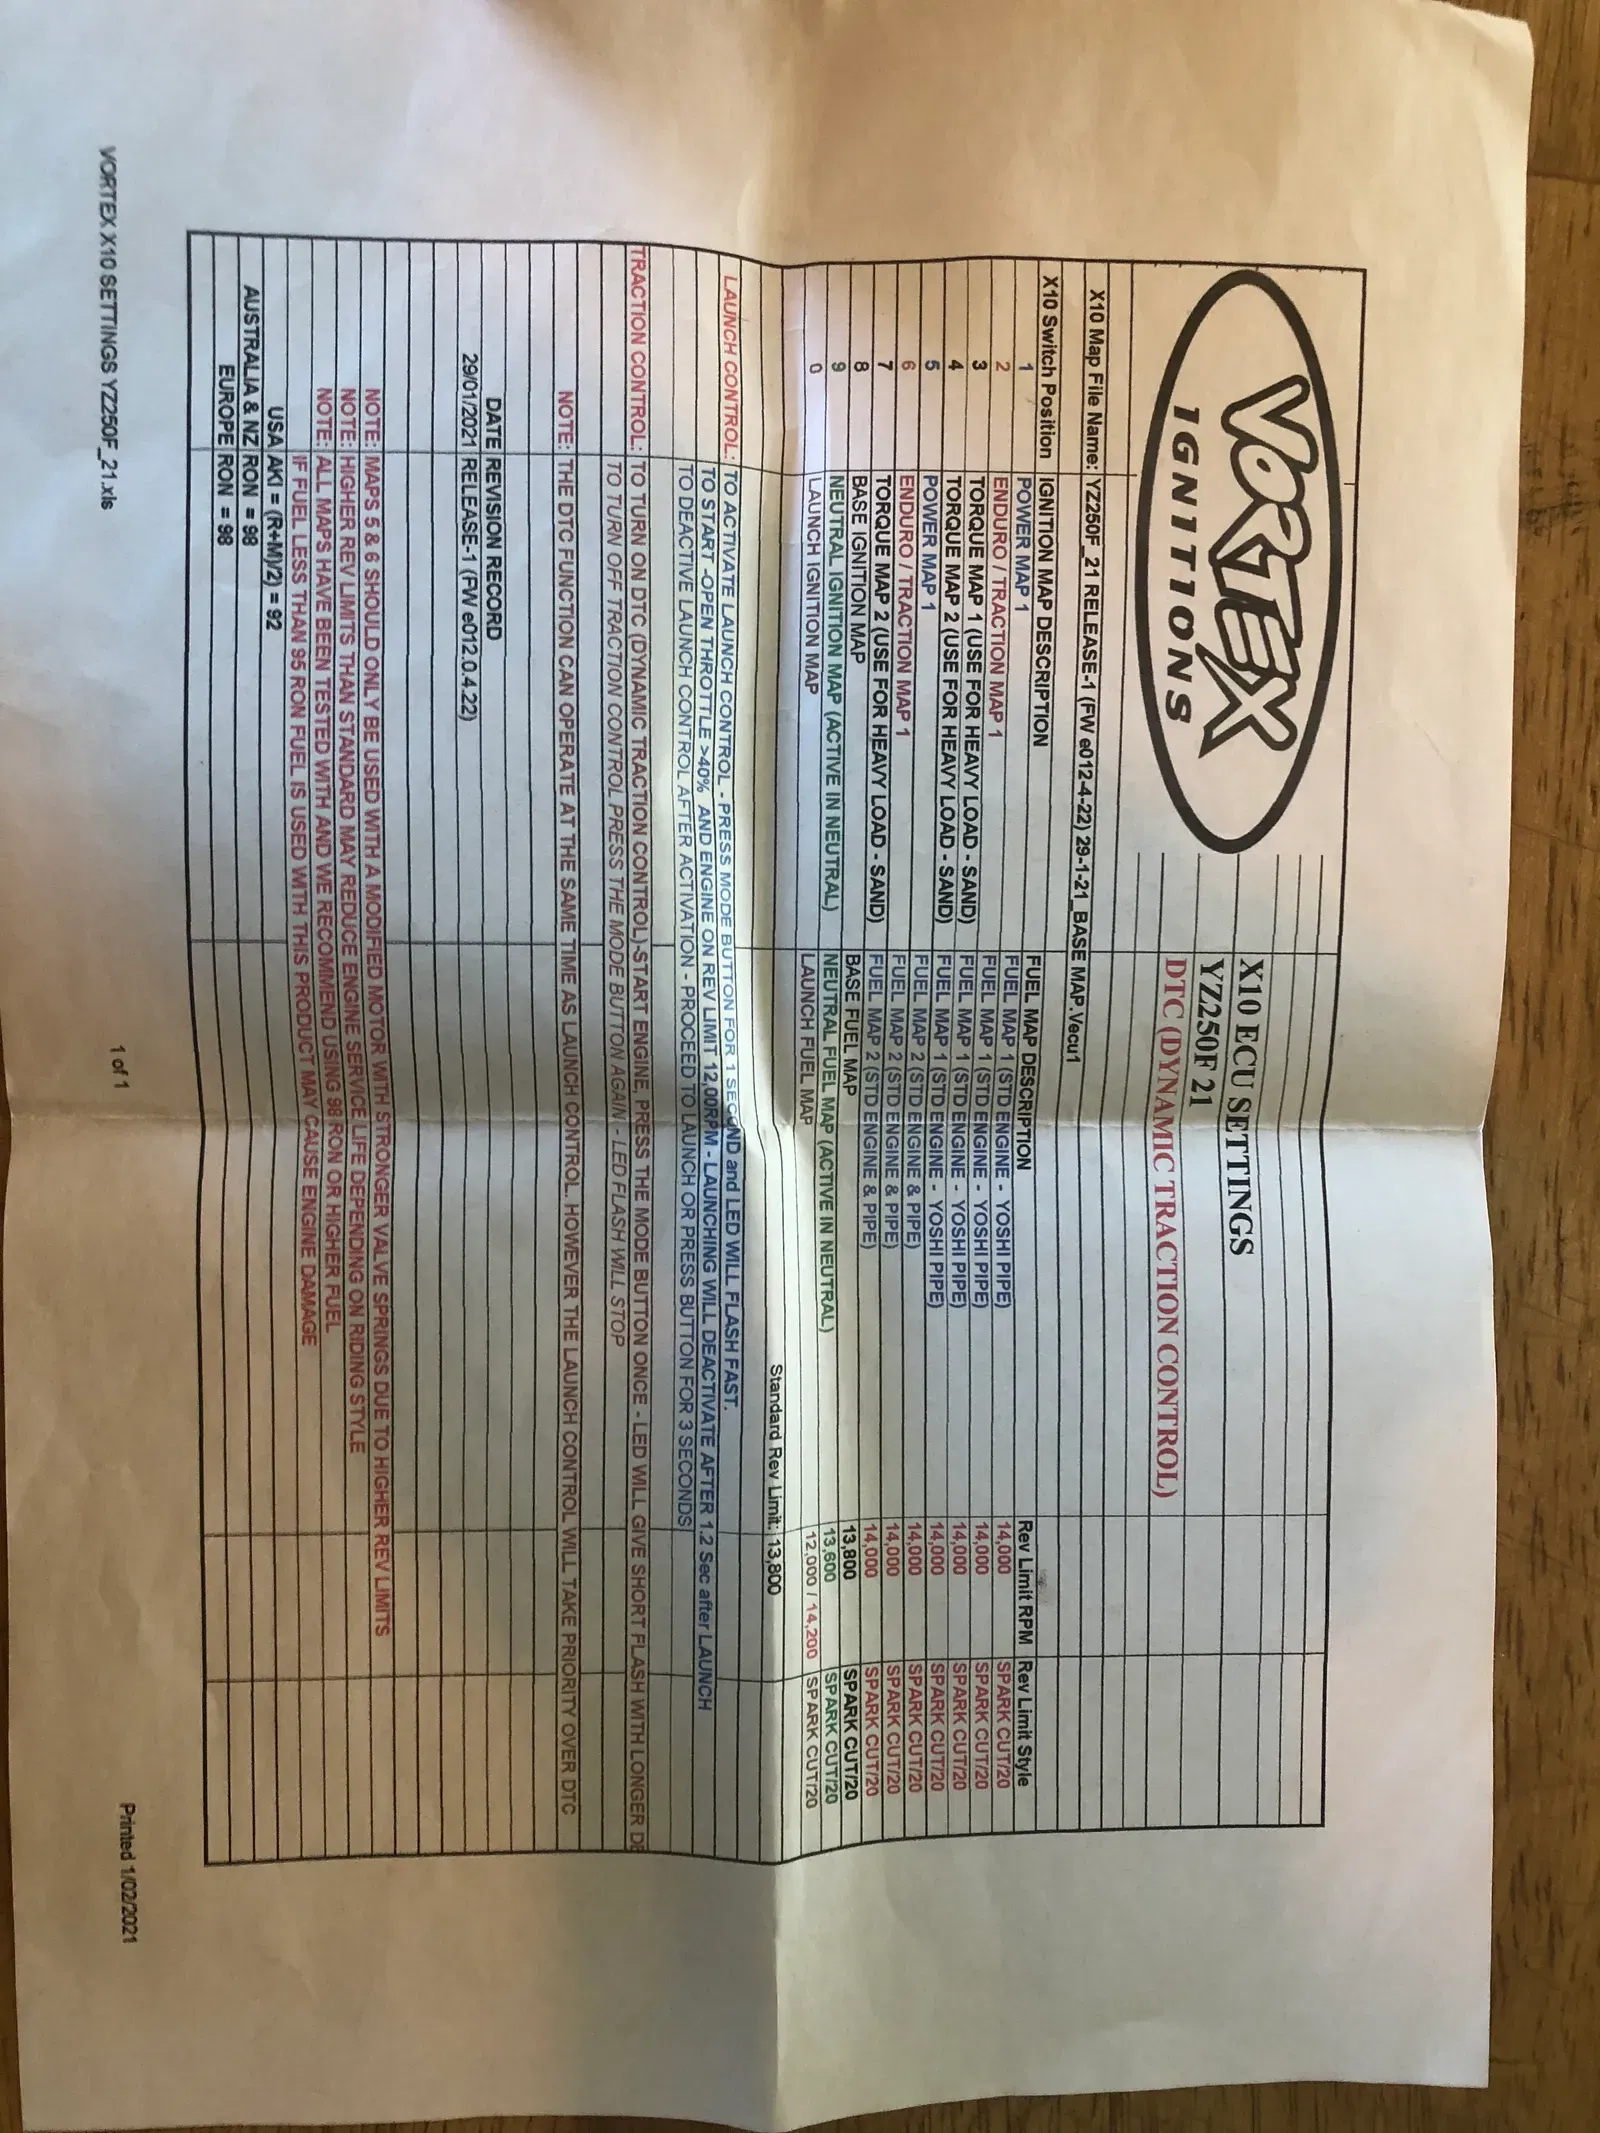 VORTEX
IGNITIONS
X10 ECU SETTINGS
YZ250F 21
DTC (DYNAMIC TRACTION CONTROL)
X10 Map File Name: YZ250F_21 RELEASE-1 (FW e012-4-22) 29-1-21_BASE MAP.Vecu1
X10 Switch Position IGNITION MAP DESCRIPTION FUEL MAP DESCRIPTION Rev Limit RPM Rev Limit Style
1 POWER MAP 1 FUEL MAP 1 (STD ENGINE - YOSHI PIPE) 14,000 SPARK CUT/20
2 ENDURO / TRACTION MAP 1 FUEL MAP 1 (STD ENGINE - YOSHI PIPE) 14,000 SPARK CUT/20
3 TORQUE MAP 1 (USE FOR HEAVY LOAD - SAND) FUEL MAP 1 (STD ENGINE - YOSHI PIPE) 14,000 SPARK CUT/20
4 TORQUE MAP 2 (USE FOR HEAVY LOAD - SAND) FUEL MAP 1 (STD ENGINE - YOSHI PIPE) 14,000 SPARK CUT/20
5 POWER MAP 1 FUEL MAP 2 (STD ENGINE & PIPE) 14,000 SPARK CUT/20
6 ENDURO / TRACTION MAP 1 FUEL MAP 2 (STD ENGINE & PIPE) 14,000 SPARK CUT/20
7 TORQUE MAP 2 (USE FOR HEAVY LOAD - SAND) FUEL MAP 2 (STD ENGINE & PIPE) 14,000 SPARK CUT/20
8 BASE IGNITION MAP BASE FUEL MAP 13,800 SPARK CUT/20
9 NEUTRAL IGNITION MAP (ACTIVE IN NEUTRAL) NEUTRAL FUEL MAP (ACTIVE IN NEUTRAL) 13,600 SPARK CUT/20
0 LAUNCH IGNITION MAP LAUNCH FUEL MAP 12,000 / 14,200 SPARK CUT/20
Standard Rev Limit: 13,800
LAUNCH CONTROL: TO ACTIVATE LAUNCH CONTROL - PRESS MODE BUTTON FOR 1 SECOND and LED WILL FLASH FAST.
TO START -OPEN THROTTLE >40% AND ENGINE ON REV LIMIT 12,00RPM - LAUNCHING WILL DEACTIVATE AFTER 1.2 Sec after LAUNCH
TO DEACTIVE LAUNCH CONTROL AFTER ACTIVATION - PROCEED TO LAUNCH OR PRESS BUTTON FOR 3 SECONDS
TRACTION CONTROL: TO TURN ON DTC (DYNAMIC TRACTION CONTROL)-START ENGINE, PRESS THE MODE BUTTON ONCE - LED WILL GIVE SHORT FLASH WITH LONGER DE
TO TURN OFF TRACTION CONTROL PRESS THE MODE BUTTON AGAIN - LED FLASH WILL STOP
NOTE: THE DTC FUNCTION CAN OPERATE AT THE SAME TIME AS LAUNCH CONTROL. HOWEVER THE LAUNCH CONTROL WILL TAKE PRIORITY OVER DTC
DATE REVISION RECORD
29/01/2021 RELEASE-1 (FW e012.0.4.22)
NOTE: MAPS 5 & 6 SHOULD ONLY BE USED WITH A MODIFIED MOTOR WITH STRONGER VALVE SPRINGS DUE TO HIGHER REV LIMITS
NOTE: HIGHER REV LIMITS THAN STANDARD MAY REDUCE ENGINE SERVICE LIFE DEPENDING ON RIDING STYLE
NOTE: ALL MAPS HAVE BEEN TESTED WITH AND WE RECOMMEND USING 98 RON OR HIGHER FUEL
IF FUEL LESS THAN 95 RON FUEL IS USED WITH THIS PRODUCT MAY CAUSE ENGINE DAMAGE
USA AKI = (R+M)/2) = 92
AUSTRALIA & NZ RON = 98
EUROPE RON = 98
VORTEX X10 SETTINGS YZ250F_21.xls 1 of 1 Printed 1/02/2021